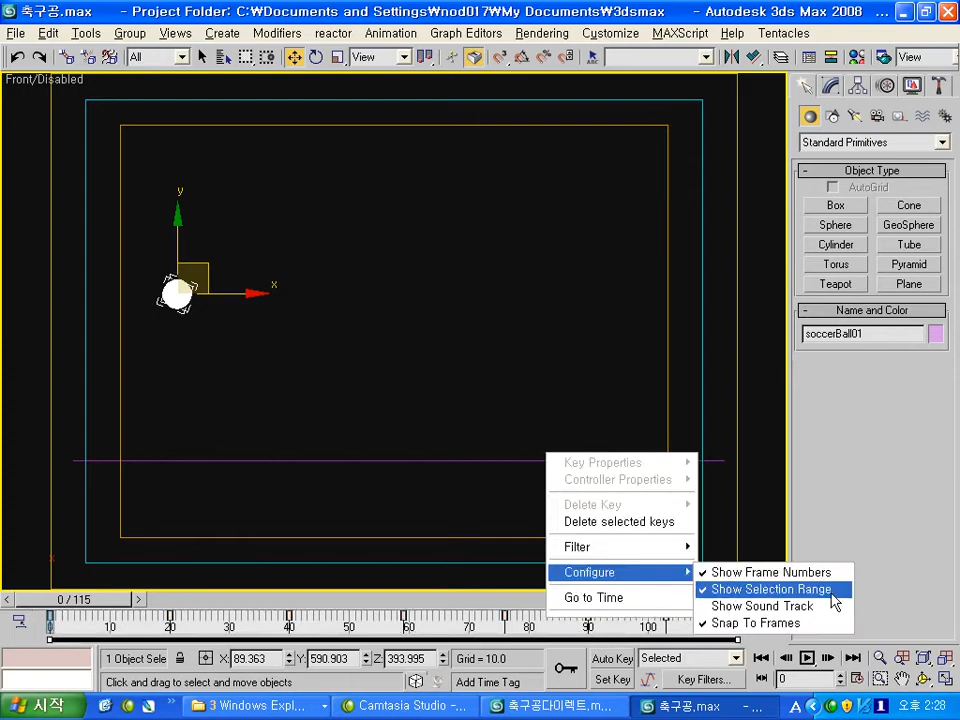 축구공.max - Project Folder: C:₩Documents and Settings₩nod017₩My Documents₩3dsmax - Autodesk 3ds Max 2008 ...
File Edit Tools Group Views Create Modifiers reactor Animation Graph Editors Rendering Customize MAXScript Help Tentacles
All View View
Front/Disabled
y
x
x
Standard Primitives
- Object Type
AutoGrid
Box Cone
Sphere GeoSphere
Cylinder Tube
Torus Pyramid
Teapot Plane
- Name and Color
soccerBall01
Key Properties
Controller Properties
Delete Key
Delete selected keys
Filter
Configure
Go to Time
Show Frame Numbers
Show Selection Range
Show Sound Track
Snap To Frames
< 0 / 115 >
0 10 20 30 40 50 60 70 80 90 100
1 Object Sele X: 89.363 Y: 590.903 Z: 393.995 Grid = 10.0 Auto Key Selected
Click and drag to select and move objects Add Time Tag Set Key Key Filters... 0
시작 3 Windows Expl... Camtasia Studio - ... 축구공다이렉트.m... 축구공.max - ... A 오후 2:28